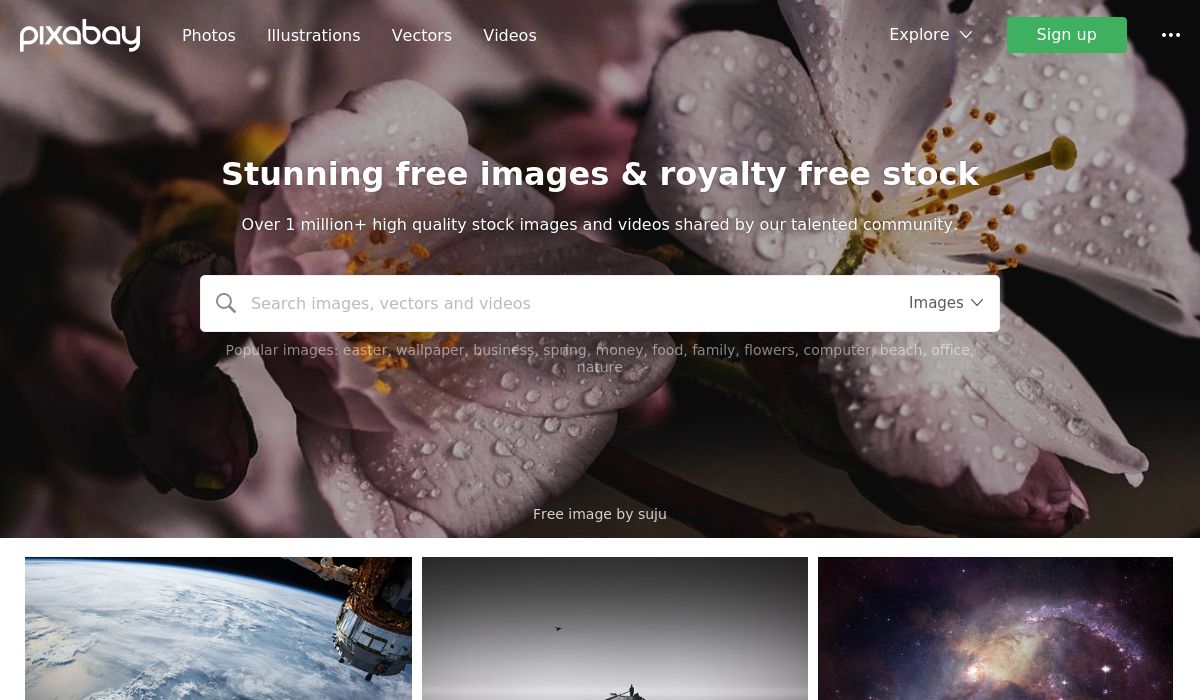 pixabay Photos Illustrations Vectors Videos Explore Sign up
Stunning free images & royalty free stock
Over 1 million+ high quality stock images and videos shared by our talented community.
Search images, vectors and videos Images
Popular images: easter, wallpaper, business, spring, money, food, family, flowers, computer, beach, office,
nature
Free image by suju